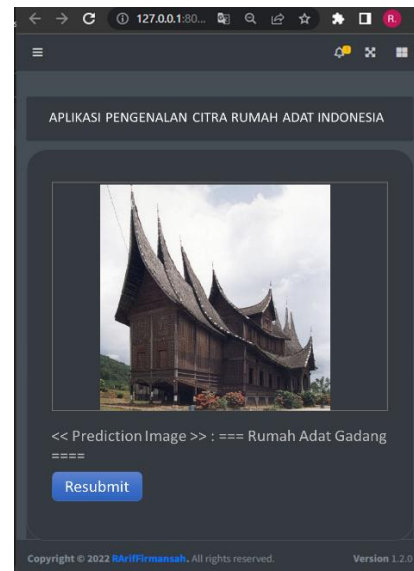 127.0.0.1:80...
R.
APLIKASI PENGENALAN CITRA RUMAH ADAT INDONESIA
<< Prediction Image >> : === Rumah Adat Gadang
====
Resubmit
Copyright © 2022 RArifFirmansah. All rights reserved. Version 1.2.0